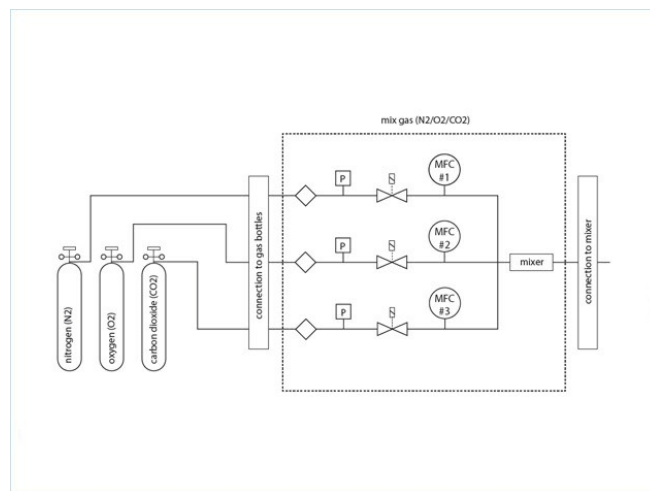 mix gas (N2/O2/CO2)
P
MFC
#1
P
MFC
#2
P
MFC
#3
nitrogen (N2)
oxygen (O2)
carbon dioxide (CO2)
connection to gas bottles
mixer
connection to mixer